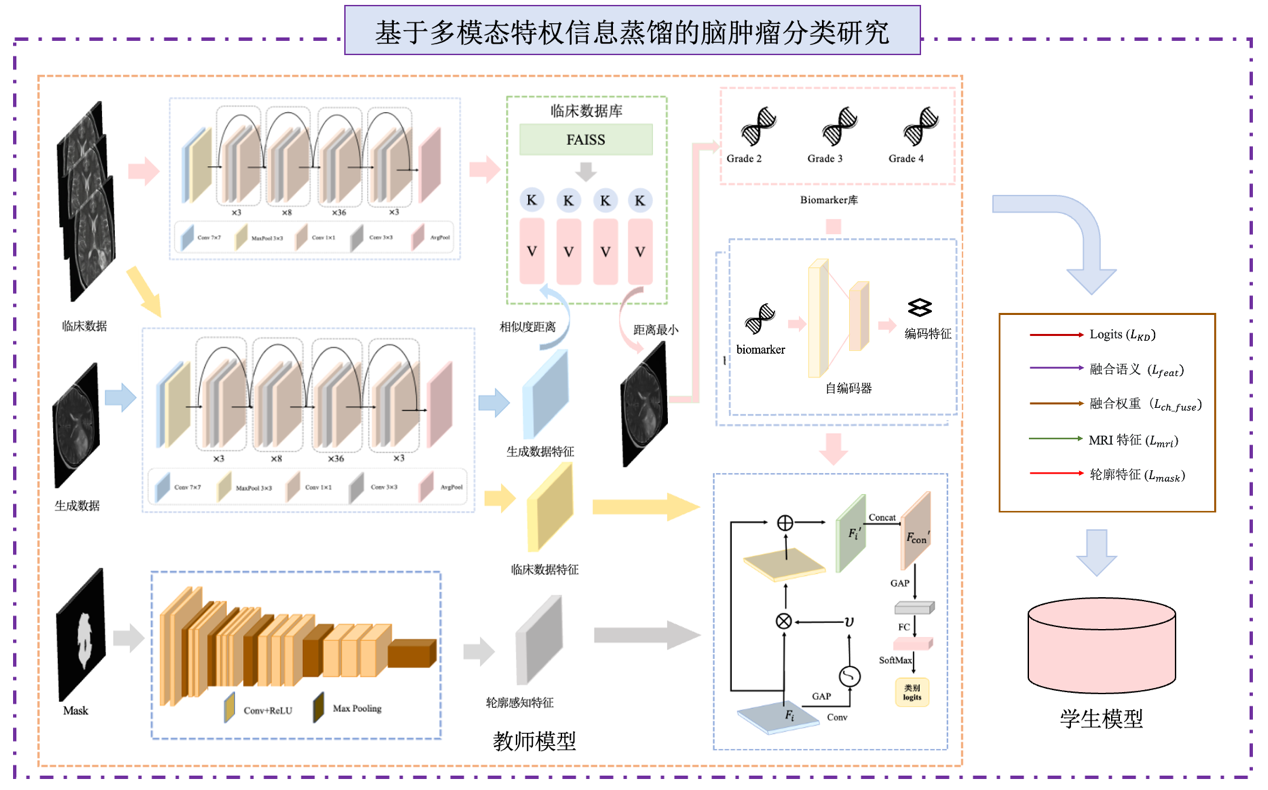 基于多模态特权信息蒸馏的脑肿瘤分类研究
临床数据
×3
×8
×36
×3
Conv 7×7
MaxPool 3×3
Conv 1×1
Conv 3×3
AvgPool
临床数据库
FAISS
K
K
K
K
V
V
V
V
相似度距离
距离最小
Grade 2
Grade 3
Grade 4
Biomarker库
biomarker
自编码器
编码特征
生成数据
×3
×8
×36
×3
Conv 7×7
MaxPool 3×3
Conv 1×1
Conv 3×3
AvgPool
生成数据特征
临床数据特征
Mask
Conv+ReLU
Max Pooling
轮廓感知特征
教师模型
Fi′
Concat
Fcon′
GAP
FC
SoftMax
类别
logits
υ
GAP
Conv
Fi
Logits (LKD)
融合语义 (Lfeat)
融合权重（Lch_fuse)
MRI 特征 (Lmri)
轮廓特征 (Lmask)
学生模型